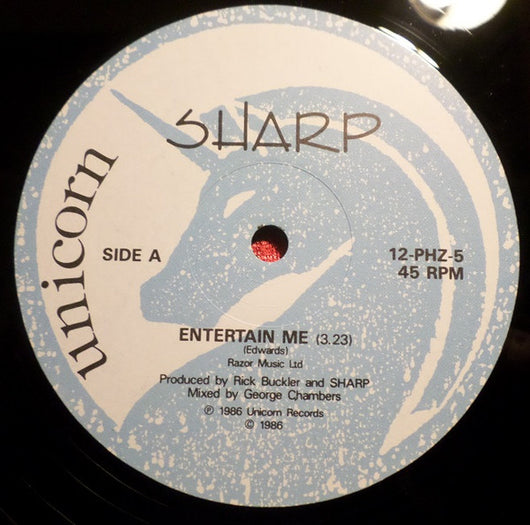 SHARP
unicorn
SIDE A
12-PHZ-5
45 RPM
ENTERTAIN ME (3.23)
(Edwards)
Razor Music Ltd
Produced by Rick Buckler and SHARP
Mixed by George Chambers
℗ 1986 Unicorn Records
© 1986